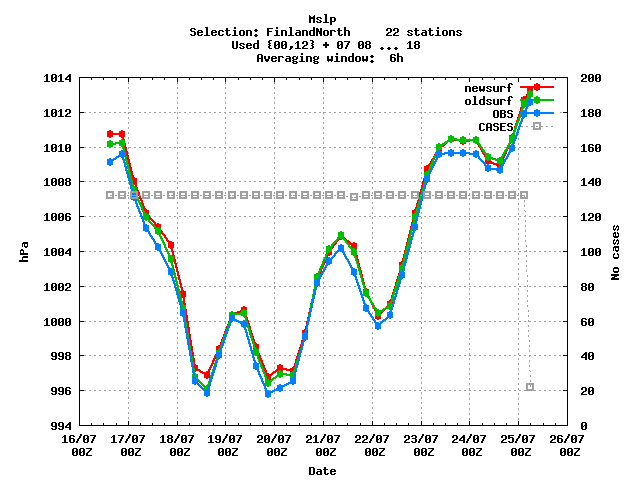 Mslp
Selection: FinlandNorth     22 stations
Used {00,12} + 07 08 ... 18
Averaging window:  6h
1014 200
newsurf
oldsurf
1012 OBS 180
CASES
1010 160
1008 140
1006 120
hPa No cases
1004 100
1002 80
1000 60
998 40
996 20
994 0
16/07 17/07 18/07 19/07 20/07 21/07 22/07 23/07 24/07 25/07 26/07
00Z 00Z 00Z 00Z 00Z 00Z 00Z 00Z 00Z 00Z 00Z
Date